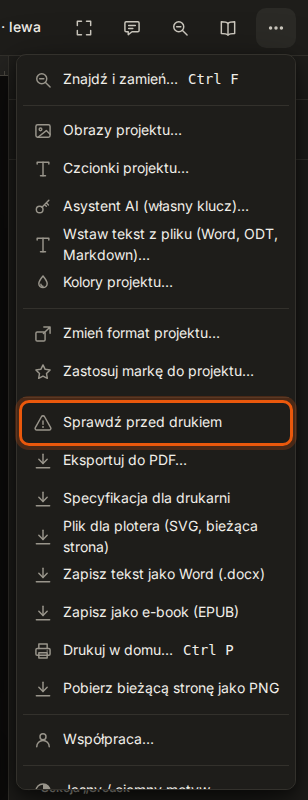 · lewa
Znajdź i zamień... Ctrl F
Obrazy projektu...
Czcionki projektu...
Asystent AI (własny klucz)...
Wstaw tekst z pliku (Word, ODT,
Markdown)...
Kolory projektu...
Zmień format projektu...
Zastosuj markę do projektu...
Sprawdź przed drukiem
Eksportuj do PDF...
Specyfikacja dla drukarni
Plik dla plotera (SVG, bieżąca
strona)
Zapisz tekst jako Word (.docx)
Zapisz jako e-book (EPUB)
Drukuj w domu... Ctrl P
Pobierz bieżącą stronę jako PNG
Współpraca...
Jasny / ciemny motyw